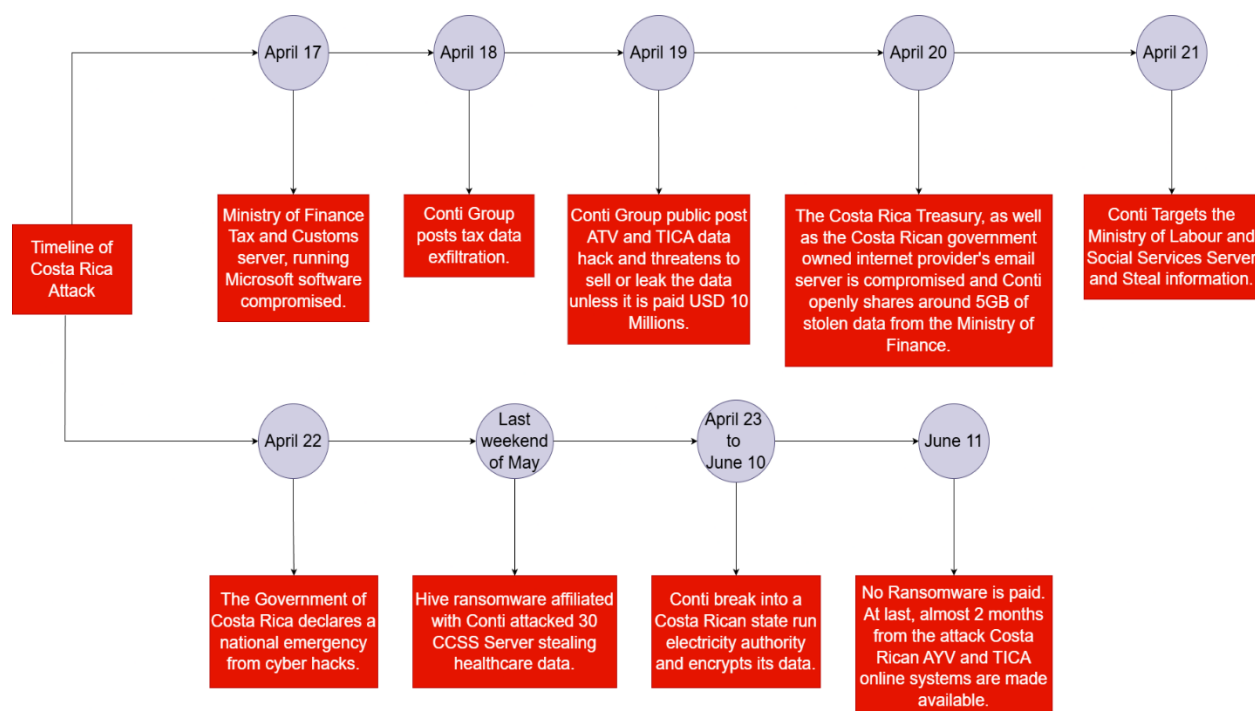 April 17
April 18
April 19
April 20
April 21
Timeline of
Costa Rica
Attack
Ministry of Finance
Tax and Customs
server, running
Microsoft software
compromised.
Conti Group
posts tax data
exfiltration.
Conti Group public post
ATV and TICA data
hack and threatens to
sell or leak the data
unless it is paid USD 10
Millions.
The Costa Rica Treasury, as well
as the Costa Rican government
owned internet provider's email
server is compromised and Conti
openly shares around 5GB of
stolen data from the Ministry of
Finance.
Conti Targets the
Ministry of Labour and
Social Services Server
and Steal information.
April 22
Last
weekend
of May
April 23
to
June 10
June 11
The Government of
Costa Rica declares a
national emergency
from cyber hacks.
Hive ransomware affiliated
with Conti attacked 30
CCSS Server stealing
healthcare data.
Conti break into a
Costa Rican state run
electricity authority
and encrypts its data.
No Ransomware is paid.
At last, almost 2 months
from the attack Costa
Rican AYV and TICA
online systems are made
available.